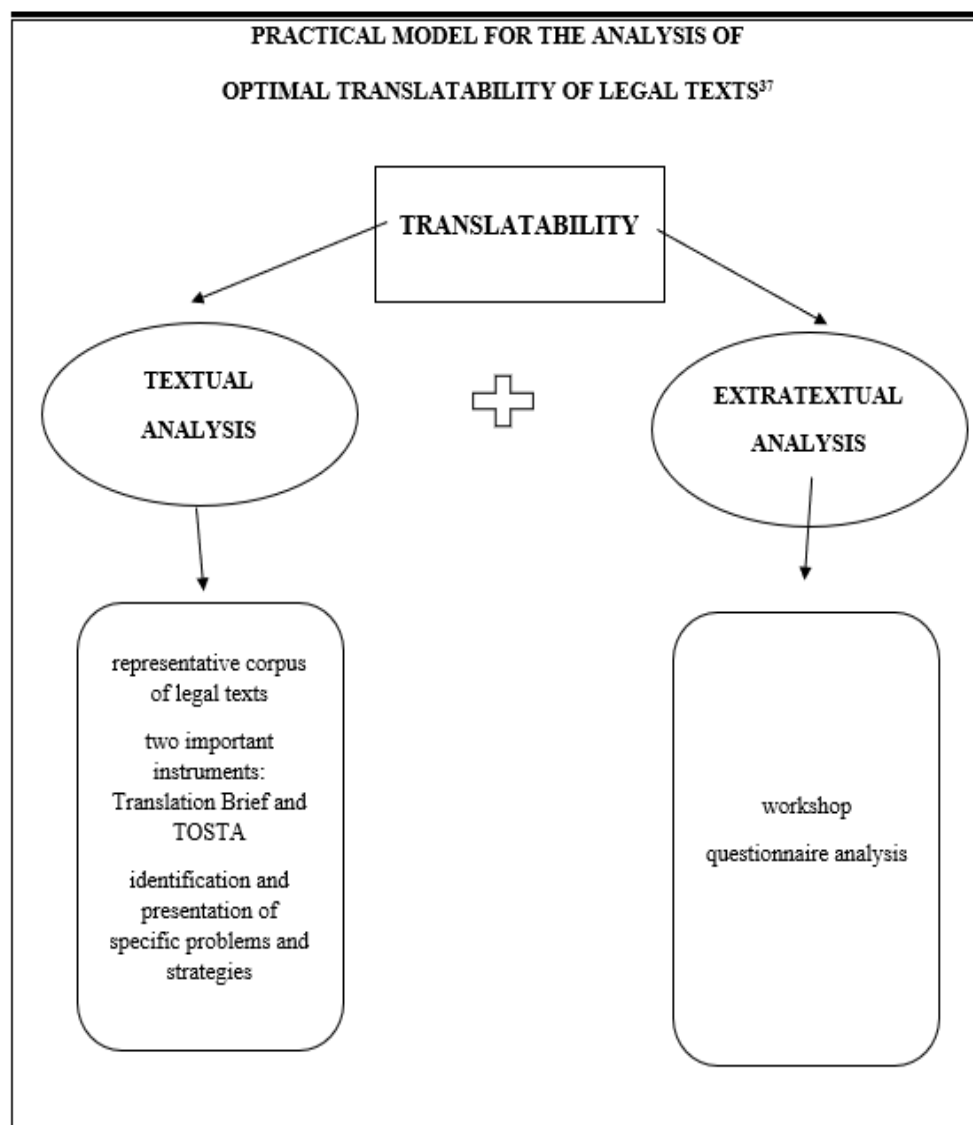 PRACTICAL MODEL FOR THE ANALYSIS OF
OPTIMAL TRANSLATABILITY OF LEGAL TEXTS³⁷
TRANSLATABILITY
TEXTUAL
ANALYSIS
EXTRATEXTUAL
ANALYSIS
representative corpus
of legal texts
two important
instruments:
Translation Brief and
TOSTA
identification and
presentation of
specific problems and
strategies
workshop
questionnaire analysis